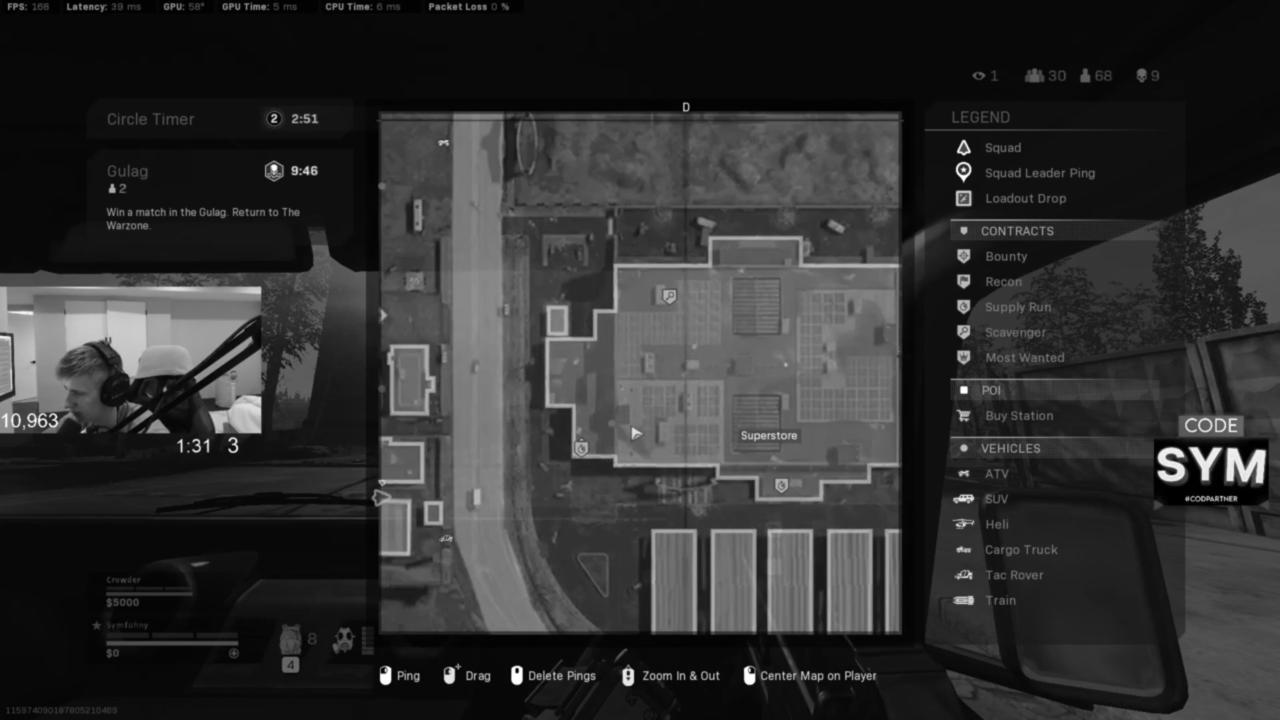 FPS: 168 Latency: 39 ms GPU: 58° GPU Time: 5 ms CPU Time: 6 ms Packet Loss 0 %
1 30 68 9
D
Circle Timer 2 2:51
Gulag 9:46
2
Win a match in the Gulag. Return to The
Warzone.
LEGEND
Squad
Squad Leader Ping
Loadout Drop
CONTRACTS
Bounty
Recon
Supply Run
Scavenger
Most Wanted
POI
Buy Station
VEHICLES
ATV
SUV
Heli
Cargo Truck
Tac Rover
Train
Superstore
10,963
1:31 3
CODE
SYM
#CODPARTNER
Crowder
$5000
Symfuhny
$0
8
4
Ping Drag Delete Pings Zoom In & Out Center Map on Player